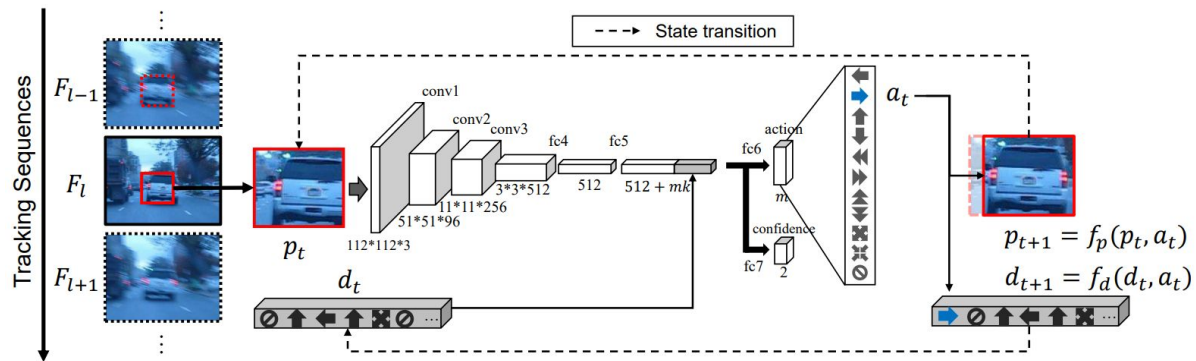 State transition
Tracking Sequences
F_{l-1}
F_l
F_{l+1}
p_t
conv1
conv2
conv3
fc4
fc5
112*112*3
51*51*96
11*11*256
3*3*512
512
512 + mk
d_t
...
fc6
action
m
fc7
confidence
2
a_t
p_{t+1} = f_p(p_t, a_t)
d_{t+1} = f_d(d_t, a_t)
...